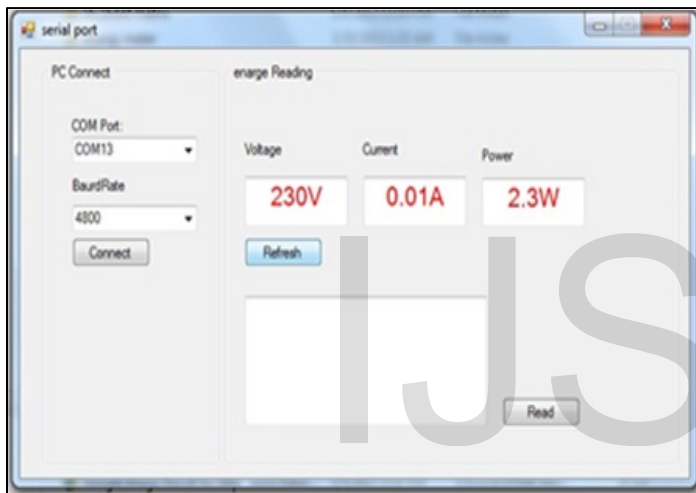 serial port
PC Connect
enarge Reading
COM Port:
COM13
BaurdRate
4800
Connect
Voltage
Current
Power
230V
0.01A
2.3W
Refresh
Read
IJS